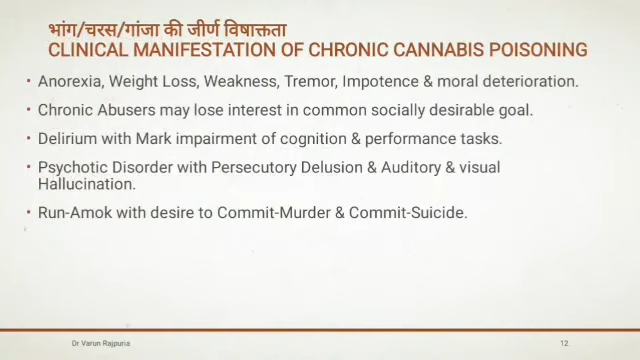 भांग/चरस/गांजा की जीर्ण विषाक्तता
CLINICAL MANIFESTATION OF CHRONIC CANNABIS POISONING
• Anorexia, Weight Loss, Weakness, Tremor, Impotence & moral deterioration.
• Chronic Abusers may lose interest in common socially desirable goal.
• Delirium with Mark impairment of cognition & performance tasks.
• Psychotic Disorder with Persecutory Delusion & Auditory & visual
Hallucination.
• Run-Amok with desire to Commit-Murder & Commit-Suicide.
Dr Varun Rajpuria
12